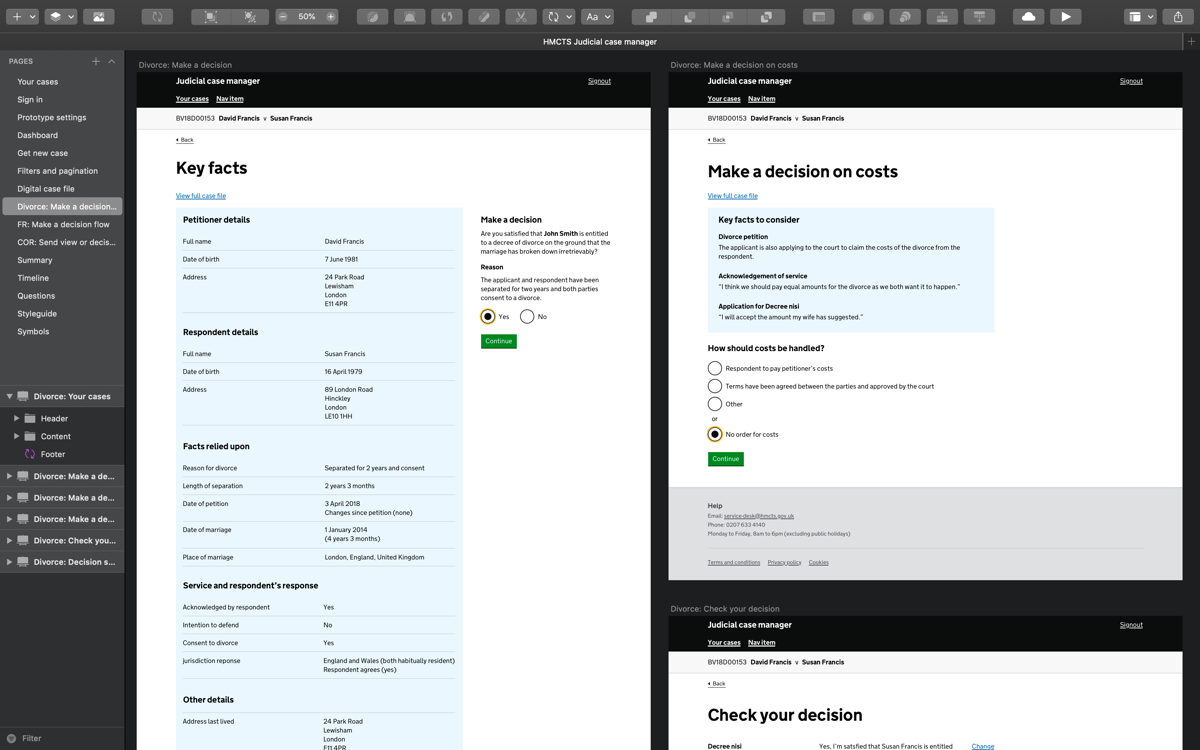 50%
Aa
HMCTS Judicial case manager
PAGES
Your cases
Sign in
Prototype settings
Dashboard
Get new case
Filters and pagination
Digital case file
Divorce: Make a decision...
FR: Make a decision flow
COR: Send view or decis...
Summary
Timeline
Questions
Styleguide
Symbols
Divorce: Your cases
Header
Content
Footer
Divorce: Make a de...
Divorce: Make a de...
Divorce: Make a de...
Divorce: Check you...
Divorce: Decision s...
Filter
Divorce: Make a decision
Judicial case manager
Signout
Your cases Nav item
BV18D00153 David Francis v Susan Francis
Back
Key facts
View full case file
Petitioner details
Full name David Francis
Date of birth 7 June 1981
Address 24 Park Road
Lewisham
London
E11 4PR
Respondent details
Full name Susan Francis
Date of birth 16 April 1979
Address 89 London Road
Hinckley
London
LE10 1HH
Facts relied upon
Reason for divorce Separated for 2 years and consent
Length of separation 2 years 3 months
Date of petition 3 April 2018
Changes since petition (none)
Date of marriage 1 January 2014
(4 years 3 months)
Place of marriage London, England, United Kingdom
Service and respondent's response
Acknowledged by respondent Yes
Intention to defend No
Consent to divorce Yes
jurisdiction reponse England and Wales (both habitually resident)
Respondent agrees (yes)
Other details
Address last lived 24 Park Road
Lewisham
London
E11 4PR
Make a decision
Are you satisfied that John Smith is entitled
to a decree of divorce on the ground that the
marriage has broken down irretrievably?
Reason
The applicant and respondent have been
separated for two years and both parties
consent to a divorce.
Yes No
Continue
Divorce: Make a decision on costs
Judicial case manager
Signout
Your cases Nav item
BV18D00153 David Francis v Susan Francis
Back
Make a decision on costs
View full case file
Key facts to consider
Divorce petition
The applicant is also applying to the court to claim the costs of the divorce from the
respondent.
Acknowledgement of service
"I think we should pay equal amounts for the divorce as we both want it to happen."
Application for Decree nisi
"I will accept the amount my wife has suggested."
How should costs be handled?
Respondent to pay petitioner's costs
Terms have been agreed between the parties and approved by the court
Other
or
No order for costs
Continue
Help
Email: service-desk@hmcts.gov.uk
Phone: 0207 633 4140
Monday to Friday, 8am to 6pm (excluding public holidays)
Terms and conditions Privacy policy Cookies
Divorce: Check your decision
Judicial case manager
Signout
Your cases Nav item
BV18D00153 David Francis v Susan Francis
Back
Check your decision
Decree nisi Yes, I'm satsfied that Susan Francis is entitled Change